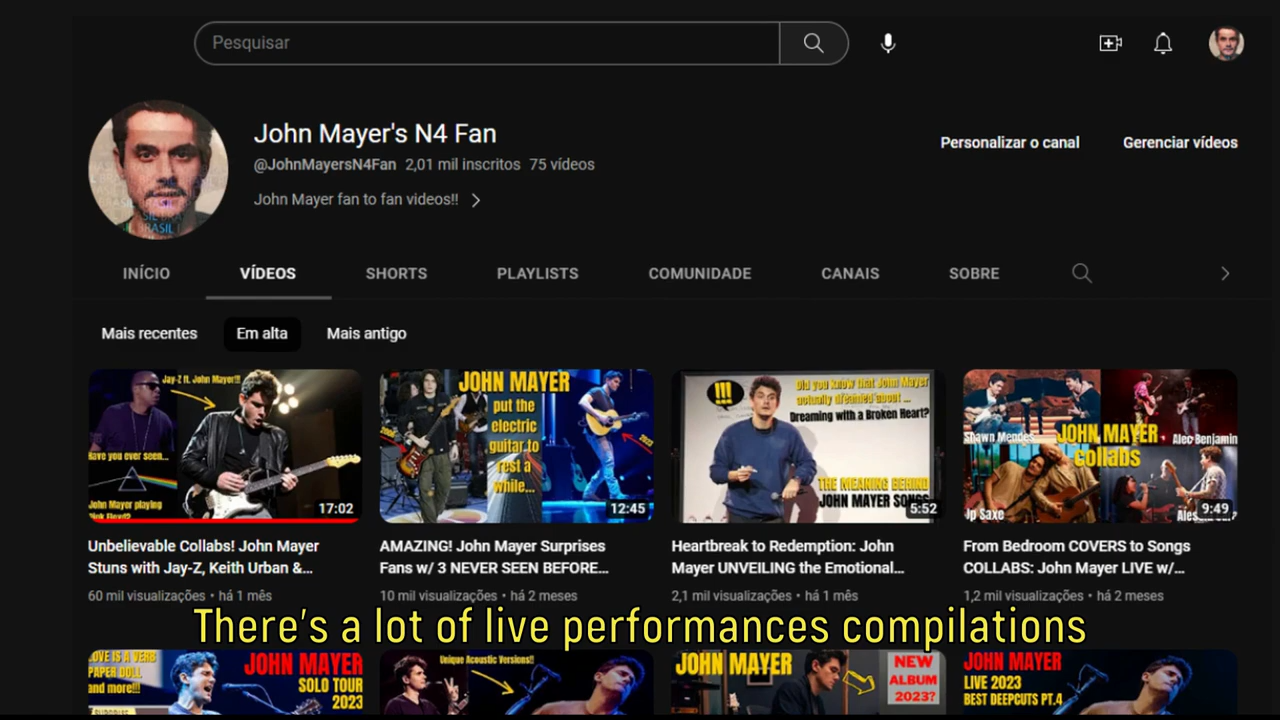 Pesquisar
John Mayer's N4 Fan
@JohnMayersN4Fan 2,01 mil inscritos 75 vídeos
John Mayer fan to fan videos!!
Personalizar o canal
Gerenciar vídeos
INÍCIO VÍDEOS SHORTS PLAYLISTS COMUNIDADE CANAIS SOBRE
Mais recentes Em alta Mais antigo
Jay-Z ft. John Mayer!!!
Have you ever seen...
John Mayer playing
Pink Floyd?
17:02
JOHN MAYER
put the
electric
guitar to
rest a
while...
2023
12:45
!!!
Did you know that John Mayer
actually dreamed about ...
Dreaming with a Broken Heart?
THE MEANING BEHIND
JOHN MAYER SONGS
5:52
Shawn Mendes
JOHN MAYER
collabs
Alec Benjamin
Jp Saxe
9:49
Unbelievable Collabs! John Mayer
Stuns with Jay-Z, Keith Urban &...
60 mil visualizações • há 1 mês
AMAZING! John Mayer Surprises
Fans w/ 3 NEVER SEEN BEFORE...
10 mil visualizações • há 2 meses
Heartbreak to Redemption: John
Mayer UNVEILING the Emotional...
2,1 mil visualizações • há 1 mês
From Bedroom COVERS to Songs
COLLABS: John Mayer LIVE w/...
1,2 mil visualizações • há 2 meses
There's a lot of live performances compilations
LOVE IS A VERB
PAPER DOLL
and more!!!
JOHN MAYER
SOLO TOUR
2023
Unique Acoustic Versions!!
JOHN MAYER
NEW
ALBUM
2023?
JOHN MAYER
LIVE 2023
BEST DEEPCUTS PT.4